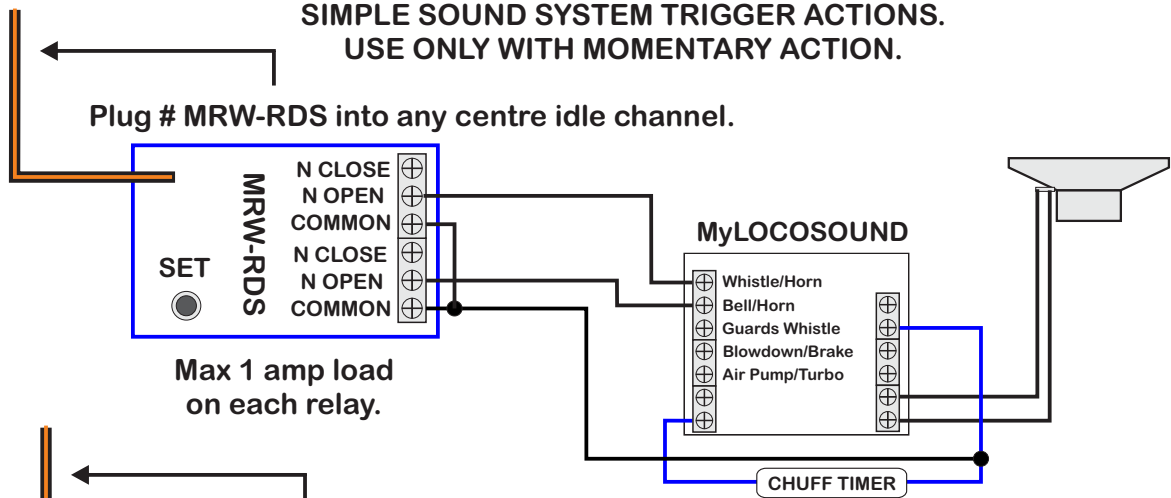 SIMPLE SOUND SYSTEM TRIGGER ACTIONS.
USE ONLY WITH MOMENTARY ACTION.
Plug # MRW-RDS into any centre idle channel.
N CLOSE
N OPEN
COMMON
N CLOSE
N OPEN
COMMON
MRW-RDS
SET
Max 1 amp load
on each relay.
MyLOCOSOUND
Whistle/Horn
Bell/Horn
Guards Whistle
Blowdown/Brake
Air Pump/Turbo
CHUFF TIMER